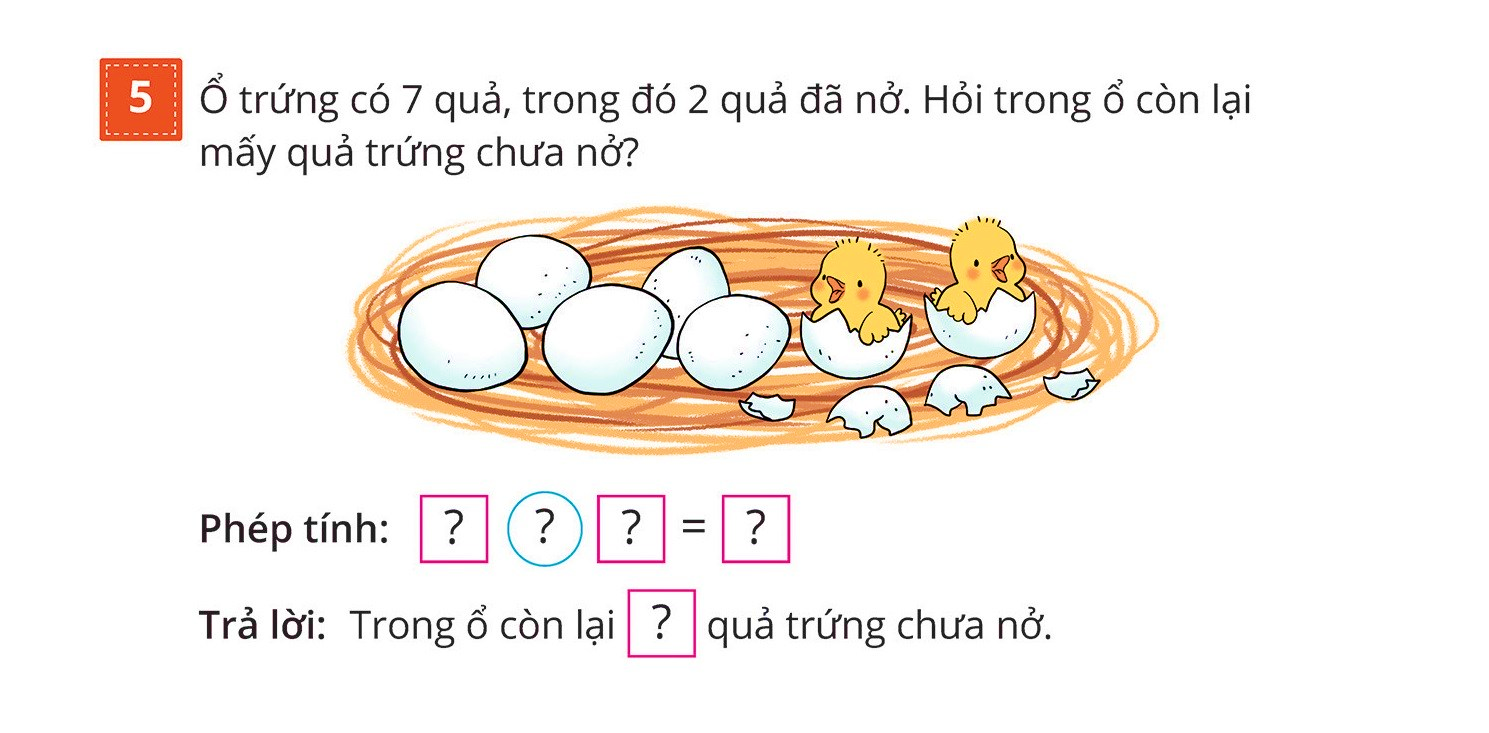 5 Ổ trứng có 7 quả, trong đó 2 quả đã nở. Hỏi trong ổ còn lại
mấy quả trứng chưa nở?
Phép tính: ? ? ? = ?
Trả lời: Trong ổ còn lại ? quả trứng chưa nở.